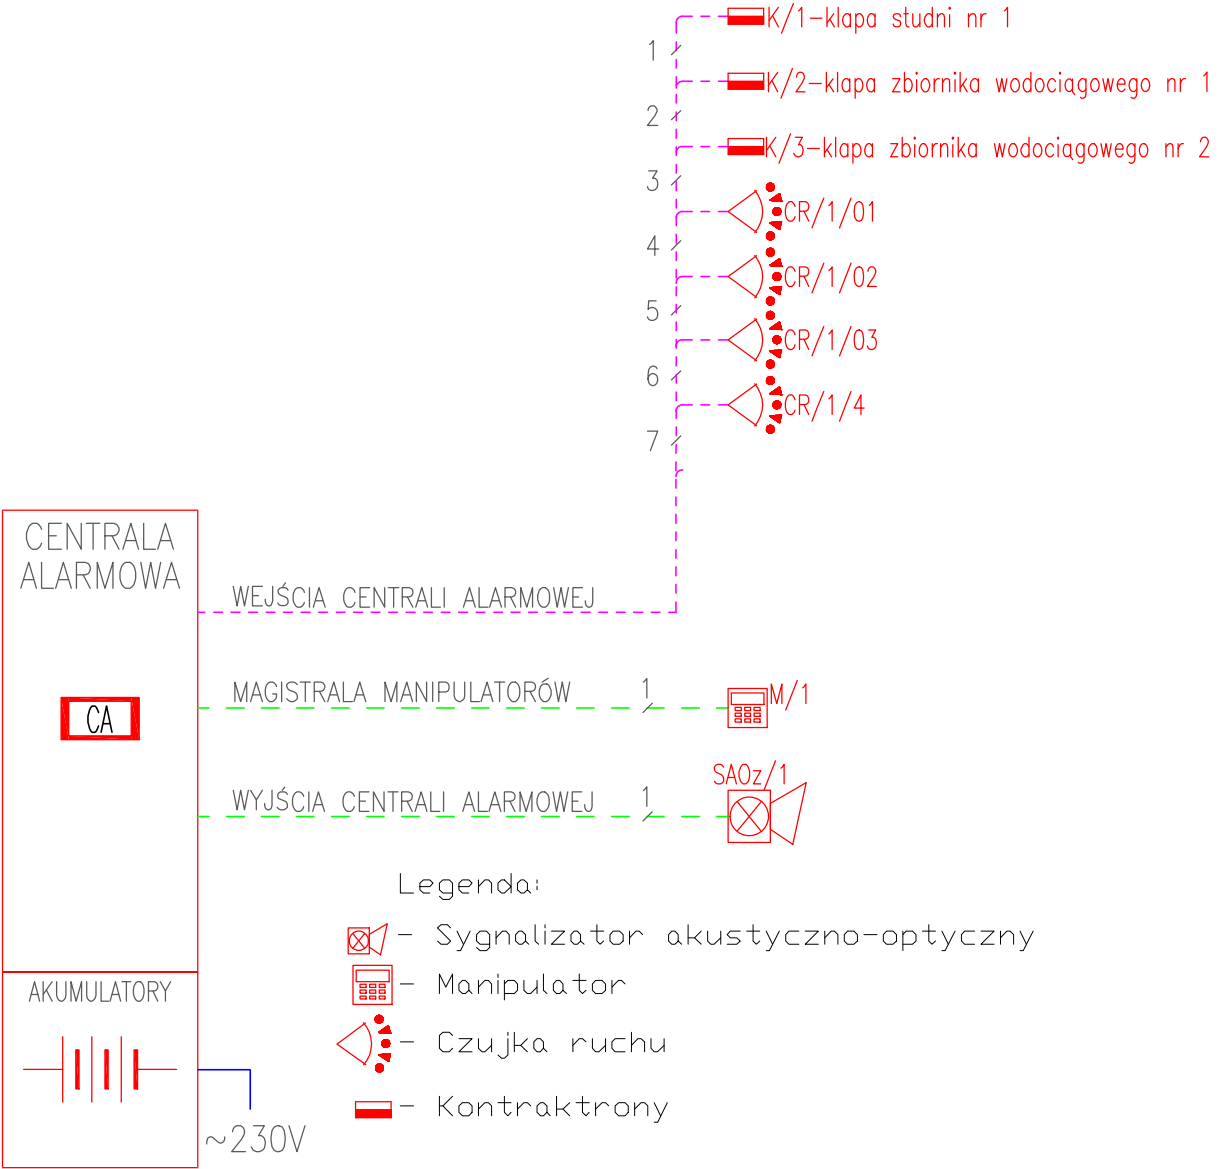 K/1-klapa studni nr 1
1
K/2-klapa zbiornika wodociągowego nr 1
2
K/3-klapa zbiornika wodociągowego nr 2
3
CR/1/01
4
CR/1/02
5
CR/1/03
6
CR/1/4
7
CENTRALA
ALARMOWA
WEJŚCIA CENTRALI ALARMOWEJ
MAGISTRALA MANIPULATORÓW 1
M/1
CA
SAOz/1
WYJŚCIA CENTRALI ALARMOWEJ 1
Legenda:
- Sygnalizator akustyczno-optyczny
- Manipulator
AKUMULATORY
- Czujka ruchu
- Kontraktrony
~230V